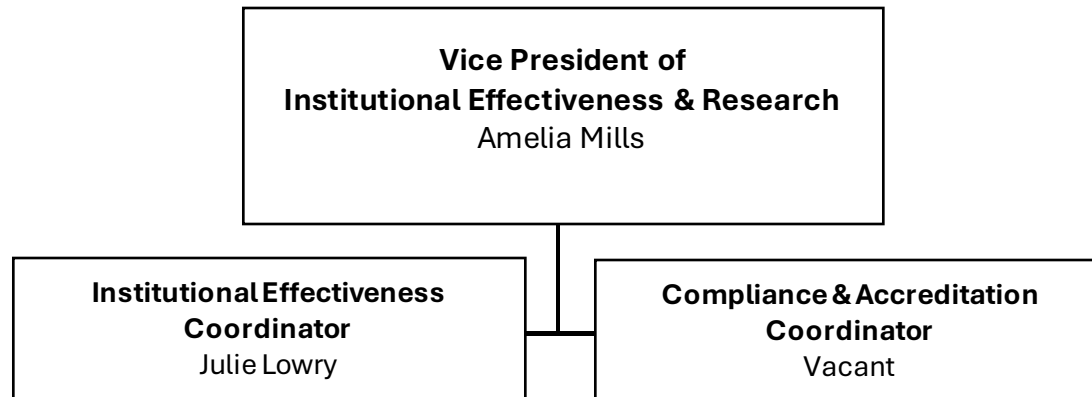 Vice President of
Institutional Effectiveness & Research
Amelia Mills
Institutional Effectiveness
Coordinator
Julie Lowry
Compliance & Accreditation
Coordinator
Vacant